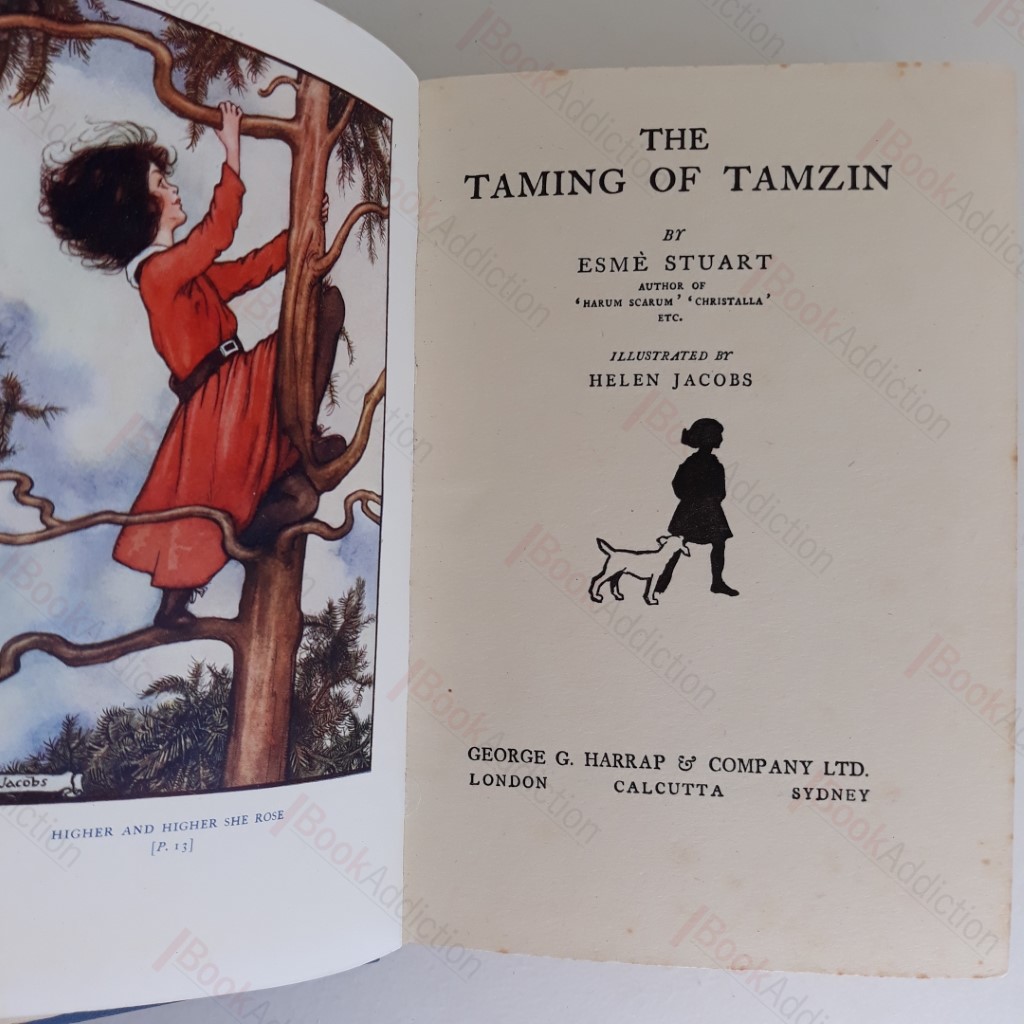 Jacobs
HIGHER AND HIGHER SHE ROSE
[P. 13]
THE
TAMING OF TAMZIN
BY
ESMÈ STUART
AUTHOR OF
'HARUM SCARUM' 'CHRISTALLA'
ETC.
ILLUSTRATED BY
HELEN JACOBS
GEORGE G. HARRAP & COMPANY LTD.
LONDON CALCUTTA SYDNEY
BookAddiction